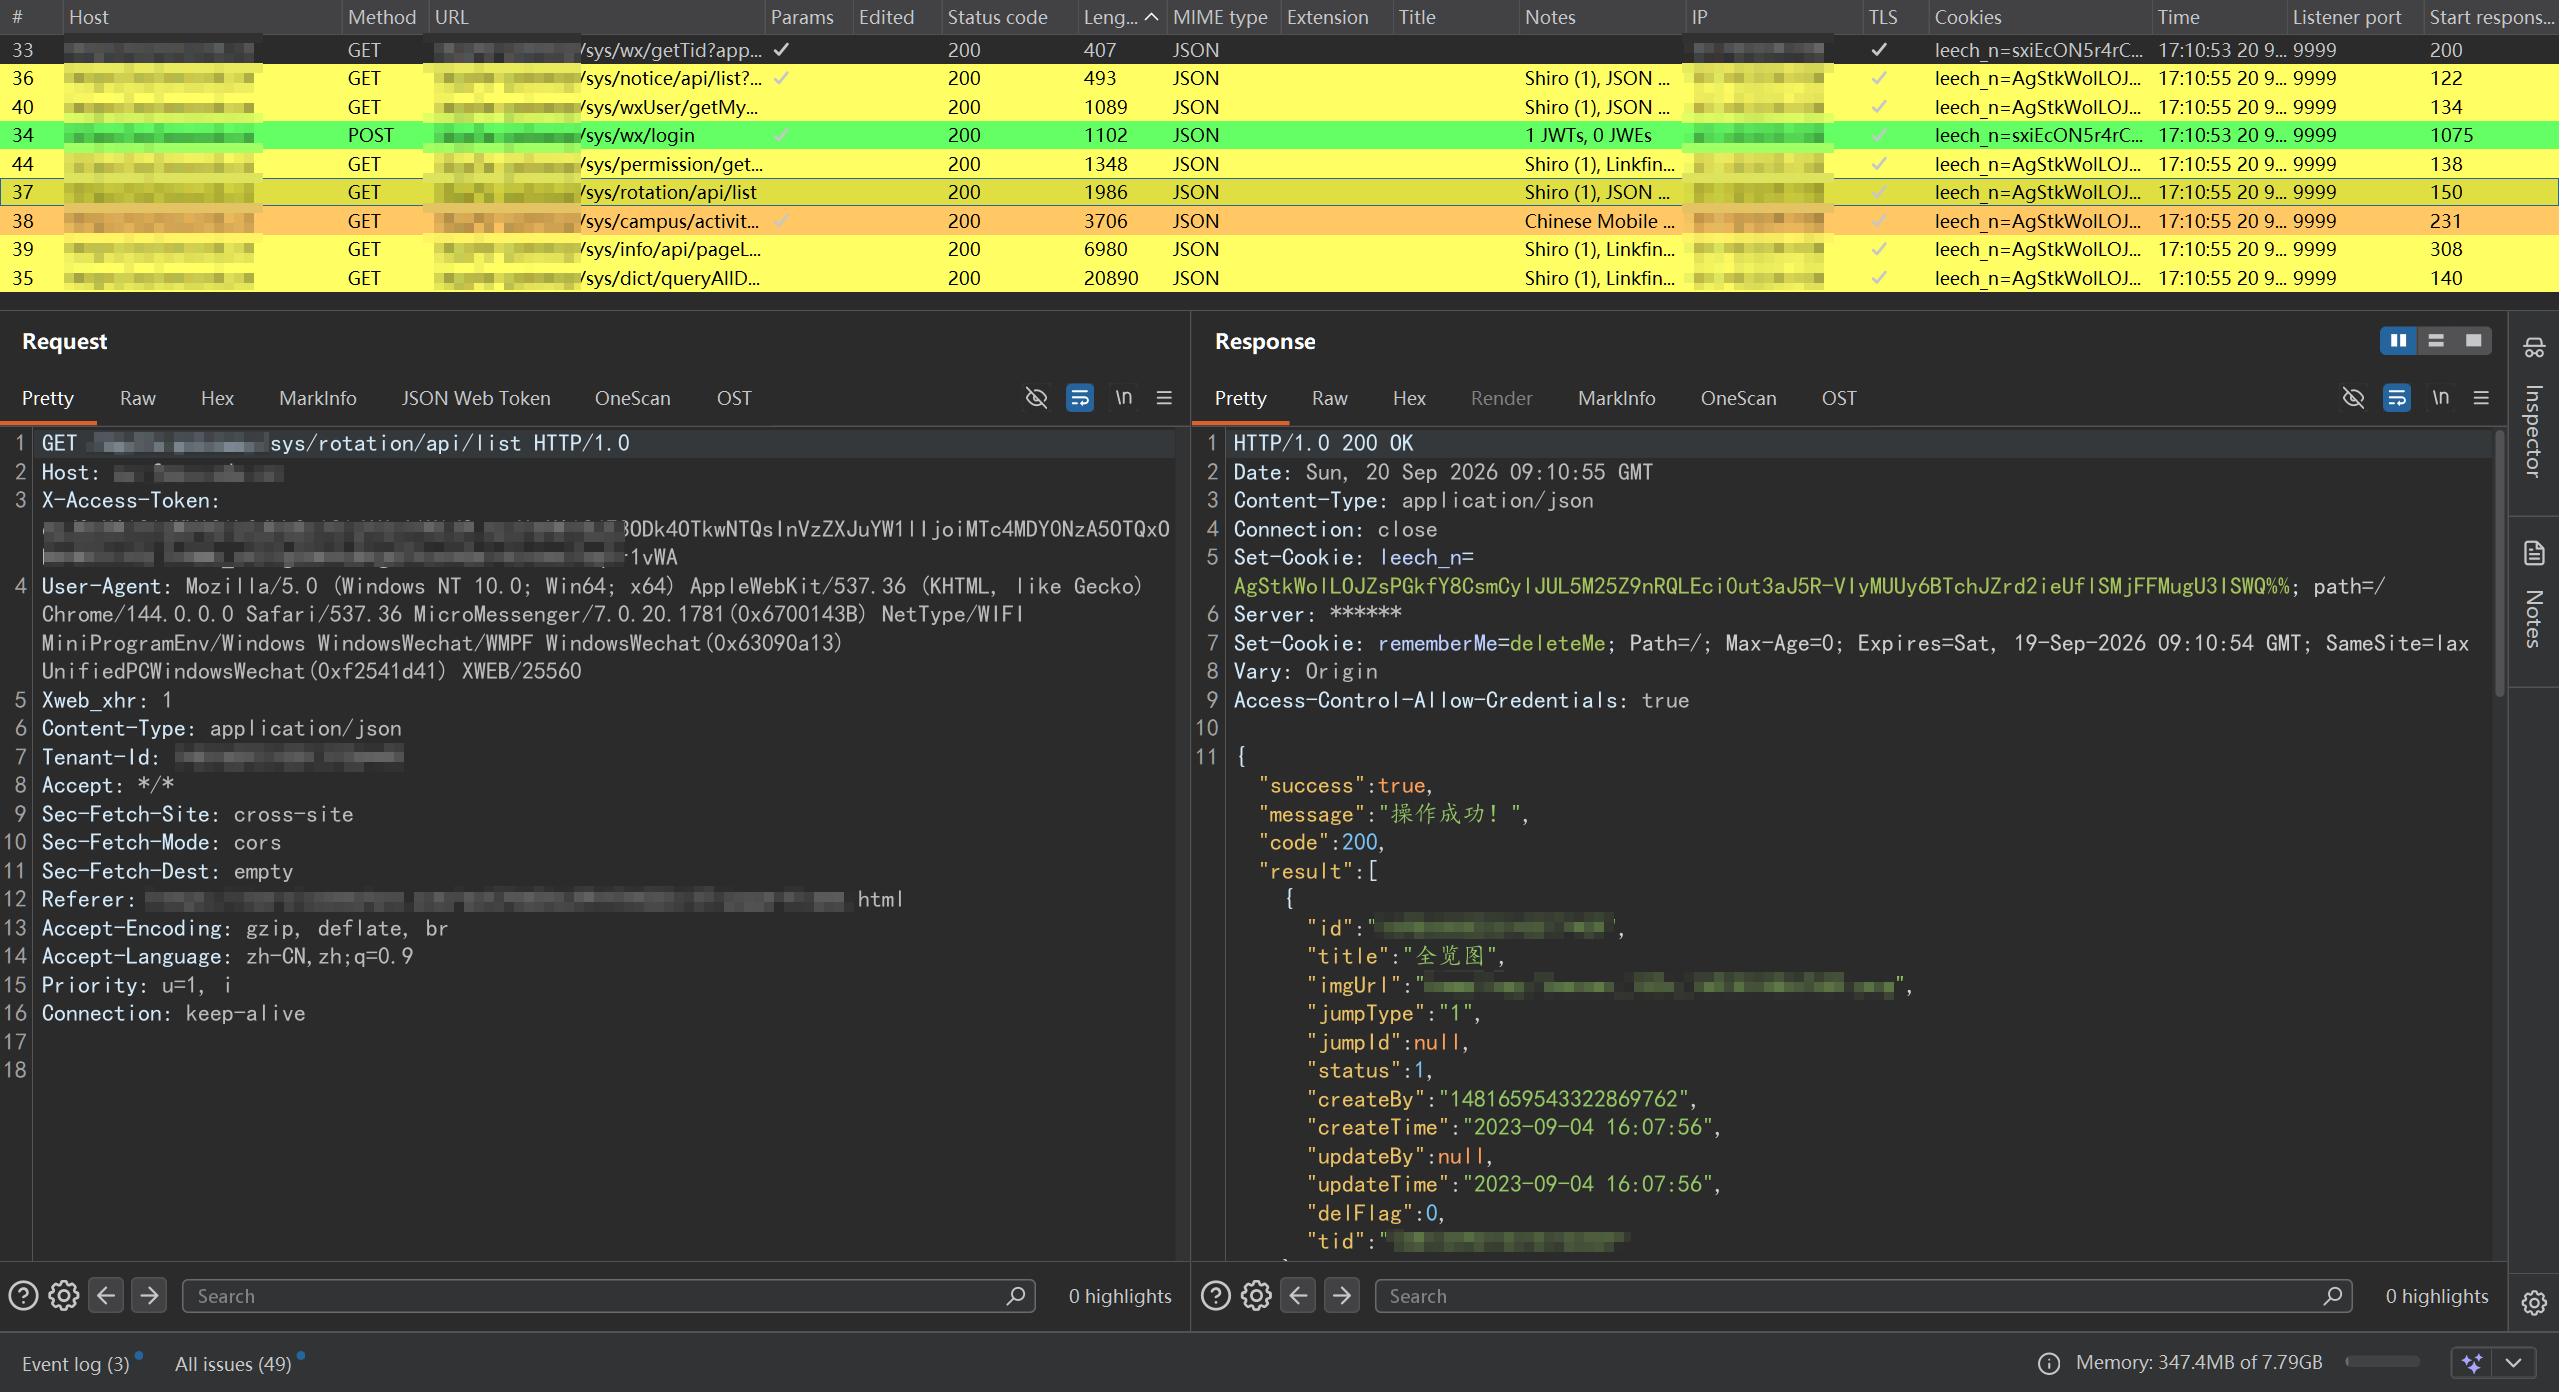 # Host Method URL Params Edited Status code Leng... MIME type Extension Title Notes IP TLS Cookies Time Listener port Start respons...
33 GET /sys/wx/getTid?app... 200 407 JSON leech_n=sxiEcON5r4rC... 17:10:53 20 9... 9999 200
36 GET /sys/notice/api/list?... 200 493 JSON Shiro (1), JSON ... leech_n=AgStkWolLOJ... 17:10:55 20 9... 9999 122
40 GET /sys/wxUser/getMy... 200 1089 JSON Shiro (1), JSON ... leech_n=AgStkWolLOJ... 17:10:55 20 9... 9999 134
34 POST /sys/wx/login 200 1102 JSON 1 JWTs, 0 JWEs leech_n=sxiEcON5r4rC... 17:10:53 20 9... 9999 1075
44 GET /sys/permission/get... 200 1348 JSON Shiro (1), Linkfin... leech_n=AgStkWolLOJ... 17:10:55 20 9... 9999 138
37 GET /sys/rotation/api/list 200 1986 JSON Shiro (1), JSON ... leech_n=AgStkWolLOJ... 17:10:55 20 9... 9999 150
38 GET /sys/campus/activit... 200 3706 JSON Chinese Mobile ... leech_n=AgStkWolLOJ... 17:10:55 20 9... 9999 231
39 GET /sys/info/api/pageL... 200 6980 JSON Shiro (1), Linkfin... leech_n=AgStkWolLOJ... 17:10:55 20 9... 9999 308
35 GET /sys/dict/queryAllD... 200 20890 JSON Shiro (1), Linkfin... leech_n=AgStkWolLOJ... 17:10:55 20 9... 9999 140
Request
Pretty Raw Hex MarkInfo JSON Web Token OneScan OST \n
1 GET sys/rotation/api/list HTTP/1.0
2 Host:
3 X-Access-Token:
ODk4OTkwNTQsInVzZXJuYW1lIjoiMTc4MDY0NzA5OTQxO
r1vWA
4 User-Agent: Mozilla/5.0 (Windows NT 10.0; Win64; x64) AppleWebKit/537.36 (KHTML, like Gecko)
Chrome/144.0.0.0 Safari/537.36 MicroMessenger/7.0.20.1781(0x6700143B) NetType/WIFI
MiniProgramEnv/Windows WindowsWechat/WMPF WindowsWechat(0x63090a13)
UnifiedPCWindowsWechat(0xf2541d41) XWEB/25560
5 Xweb_xhr: 1
6 Content-Type: application/json
7 Tenant-Id:
8 Accept: */*
9 Sec-Fetch-Site: cross-site
10 Sec-Fetch-Mode: cors
11 Sec-Fetch-Dest: empty
12 Referer: html
13 Accept-Encoding: gzip, deflate, br
14 Accept-Language: zh-CN,zh;q=0.9
15 Priority: u=1, i
16 Connection: keep-alive
17
18
Search 0 highlights
Response
Pretty Raw Hex Render MarkInfo OneScan OST \n
1 HTTP/1.0 200 OK
2 Date: Sun, 20 Sep 2026 09:10:55 GMT
3 Content-Type: application/json
4 Connection: close
5 Set-Cookie: leech_n=
AgStkWolLOJZsPGkfY8CsmCylJUL5M25Z9nRQLEci0ut3aJ5R-VIyMUUy6BTchJZrd2ieUflSMjFFMugU3lSWQ%%; path=/
6 Server: ******
7 Set-Cookie: rememberMe=deleteMe; Path=/; Max-Age=0; Expires=Sat, 19-Sep-2026 09:10:54 GMT; SameSite=lax
8 Vary: Origin
9 Access-Control-Allow-Credentials: true
10
11 {
"success":true,
"message":"操作成功！",
"code":200,
"result":[
{
"id":"",
"title":"全览图",
"imgUrl":"",
"jumpType":"1",
"jumpId":null,
"status":1,
"createBy":"1481659543322869762",
"createTime":"2023-09-04 16:07:56",
"updateBy":null,
"updateTime":"2023-09-04 16:07:56",
"delFlag":0,
"tid":"
Search 0 highlights
Inspector
Notes
Event log (3) All issues (49) Memory: 347.4MB of 7.79GB